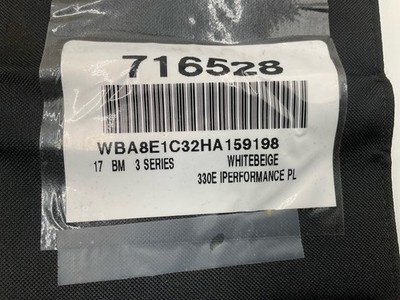 716528
WBA8E1C32HA159198
17 BM 3 SERIES WHITEBEIGE
330E IPERFORMANCE PL